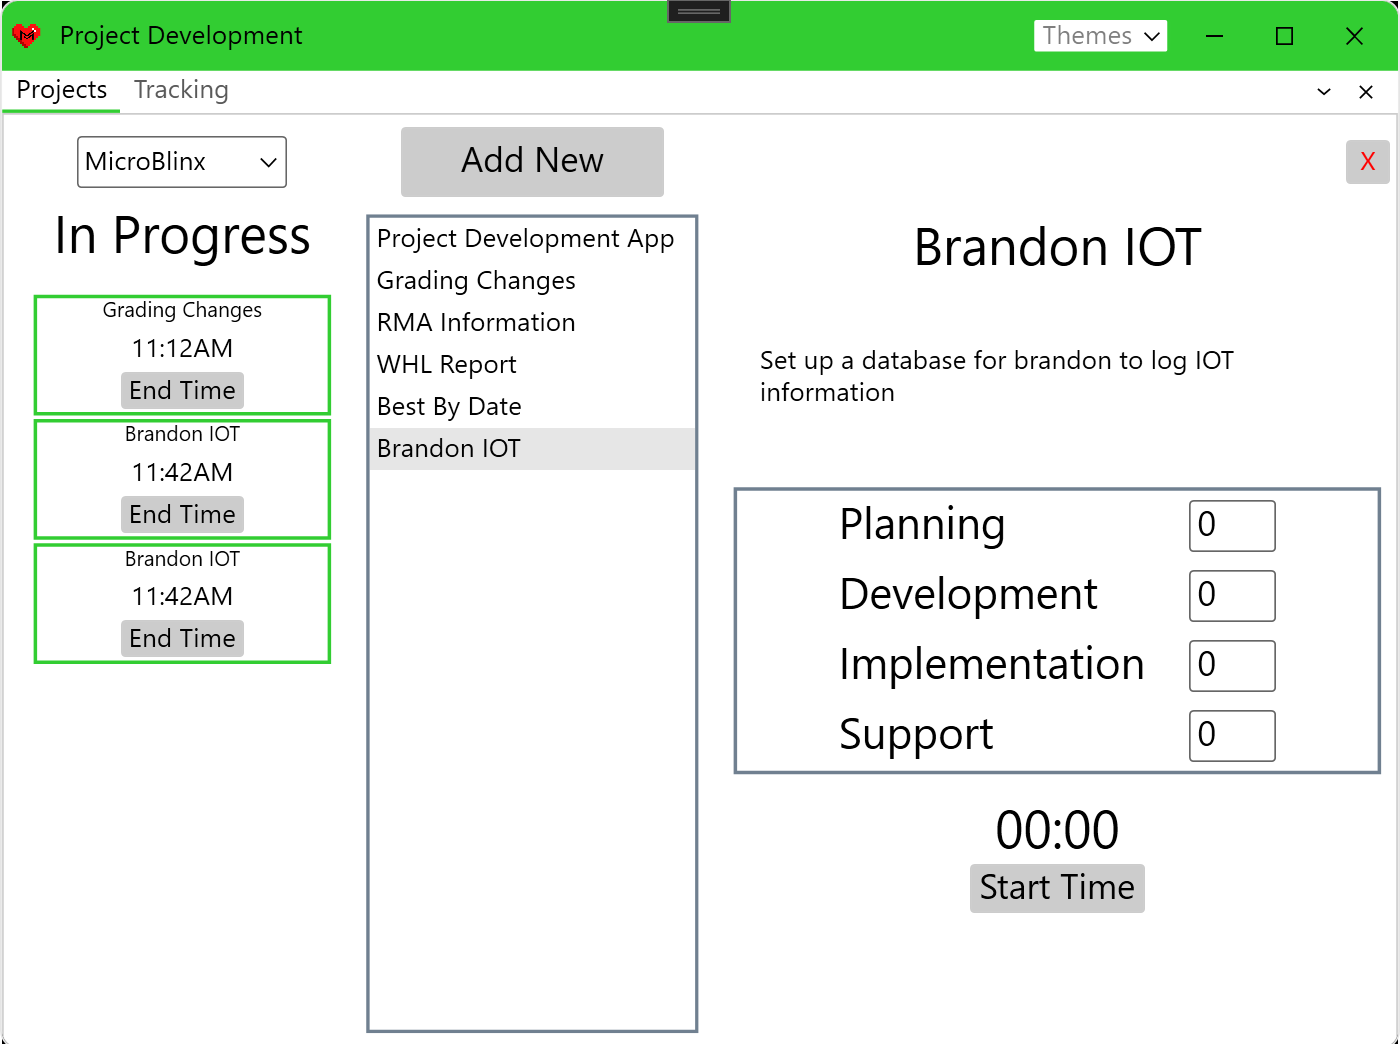 Project Development
Themes
Projects
Tracking
MicroBlinx
Add New
X
In Progress
Grading Changes
11:12AM
End Time
Brandon IOT
11:42AM
End Time
Brandon IOT
11:42AM
End Time
Project Development App
Grading Changes
RMA Information
WHL Report
Best By Date
Brandon IOT
Brandon IOT
Set up a database for brandon to log IOT
information
Planning 0
Development 0
Implementation 0
Support 0
00:00
Start Time